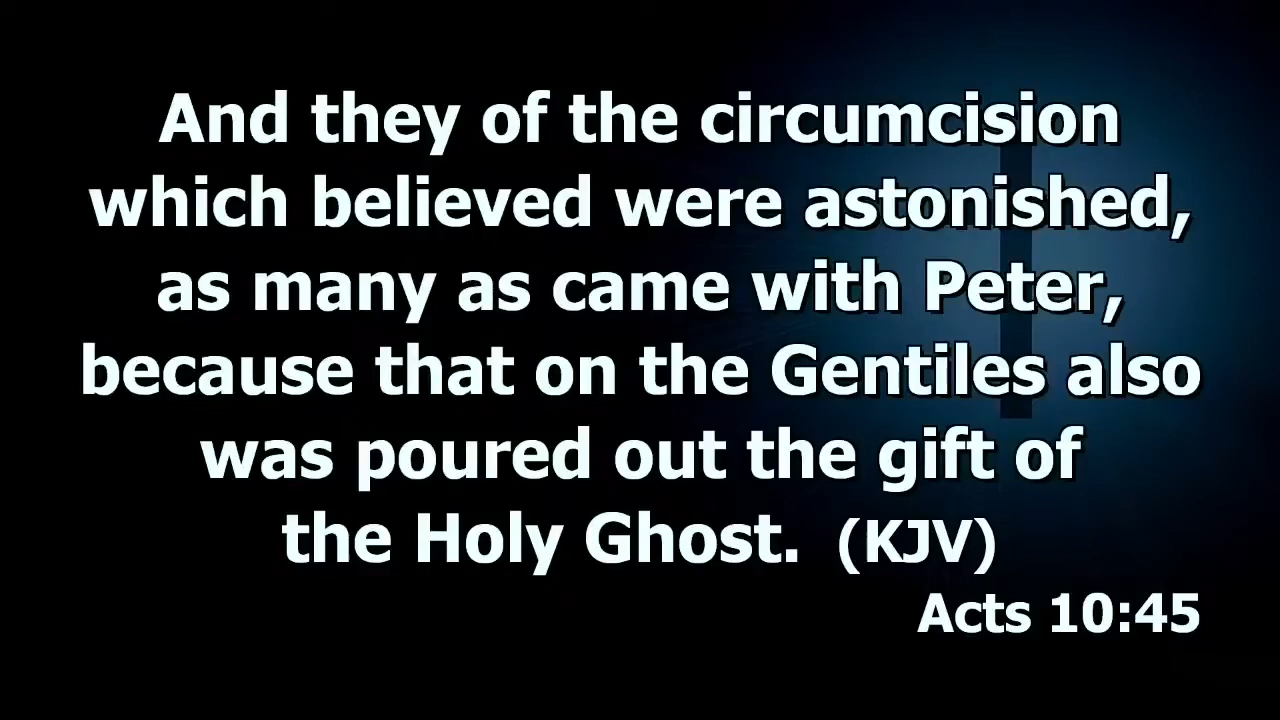 And they of the circumcision
which believed were astonished,
as many as came with Peter,
because that on the Gentiles also
was poured out the gift of
the Holy Ghost. (KJV)
Acts 10:45